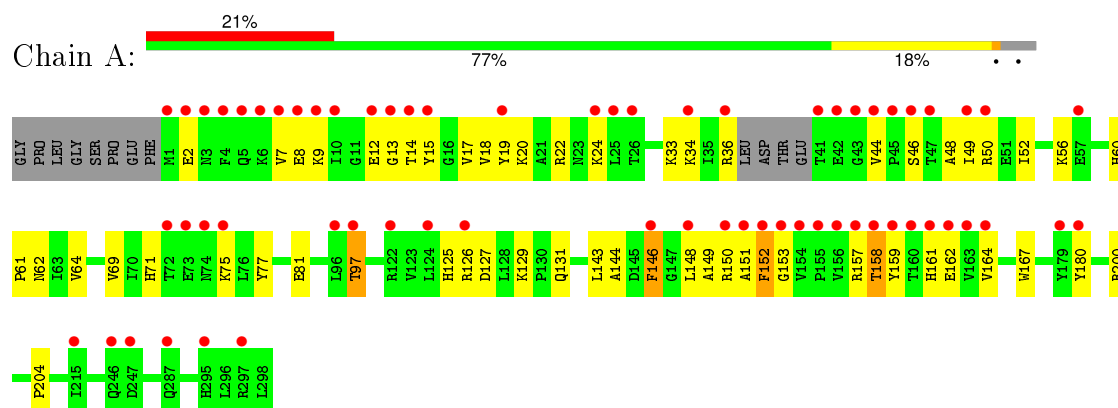 21%
Chain A:
77% 18% • •
GLY PRO LEU GLY SER PRO GLU PHE M1 E2 N3 F4 Q5 K6 V7 E8 K9 I10 G11 E12 G13 T14 Y15 G16 V17 V18 Y19 K20 A21 R22 N23 K24 L25 T26 K33 K34 I35 R36 LEU ASP THR GLU T41 E42 G43 V44 P45 S46 T47 A48 I49 R50 E51 I52 K56 E57 H60
P61 N62 I63 V64 V69 I70 H71 T72 E73 N74 K75 L76 Y77 E81 L96 T97 R122 V123 L124 H125 R126 D127 L128 K129 P130 Q131 L143 A144 D145 F146 G147 L148 A149 R150 A151 F152 G153 V154 P155 V156 R157 T158 Y159 T160 H161 E162 V163 V164 W167 Y179 Y180 R200
P204 I215 Q246 D247 Q287 H295 L296 R297 L298